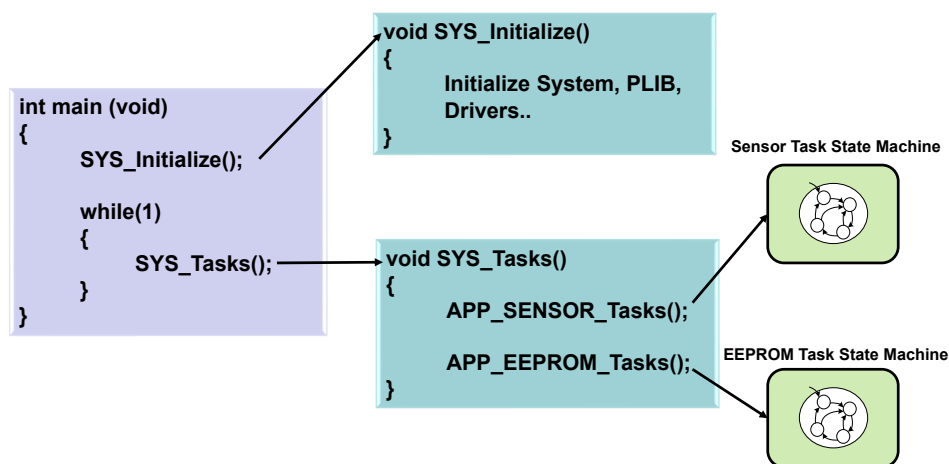 int main (void)
{
SYS_Initialize();
while(1)
{
SYS_Tasks();
}
}
void SYS_Initialize()
{
Initialize System, PLIB,
Drivers..
}
void SYS_Tasks()
{
APP_SENSOR_Tasks();
APP_EEPROM_Tasks();
}
Sensor Task State Machine
EEPROM Task State Machine